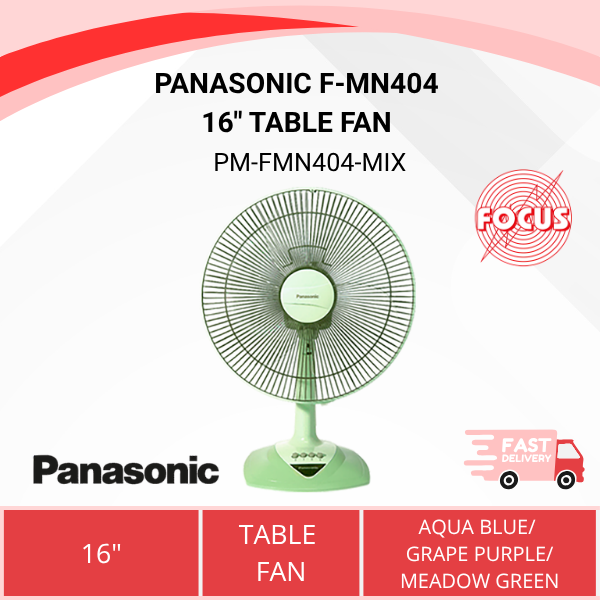 PANASONIC F-MN404
16" TABLE FAN
PM-FMN404-MIX
FOCUS
Panasonic
FAST
DELIVERY
Panasonic
16"
TABLE
FAN
AQUA BLUE/
GRAPE PURPLE/
MEADOW GREEN